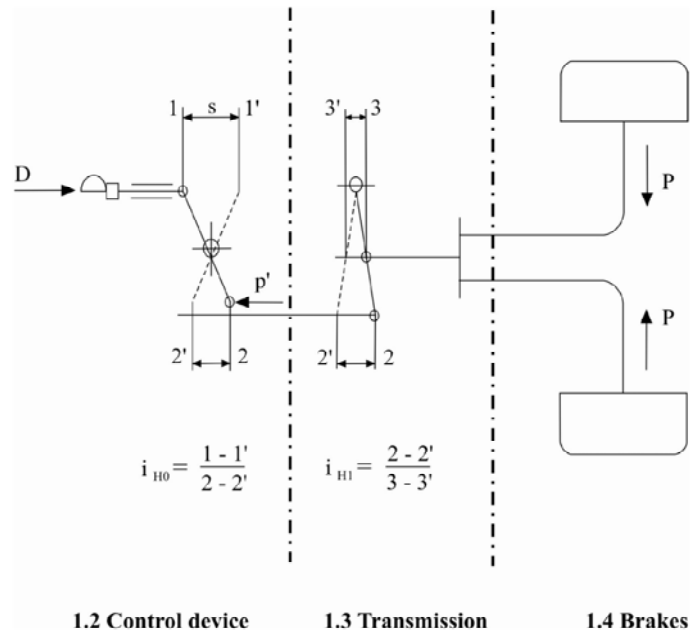 1 s 1' 3' 3
D
P
p'
P
2' 2 2' 2
i H0 = 1 - 1' / 2 - 2' i H1 = 2 - 2' / 3 - 3'
1.2 Control device 1.3 Transmission 1.4 Brakes